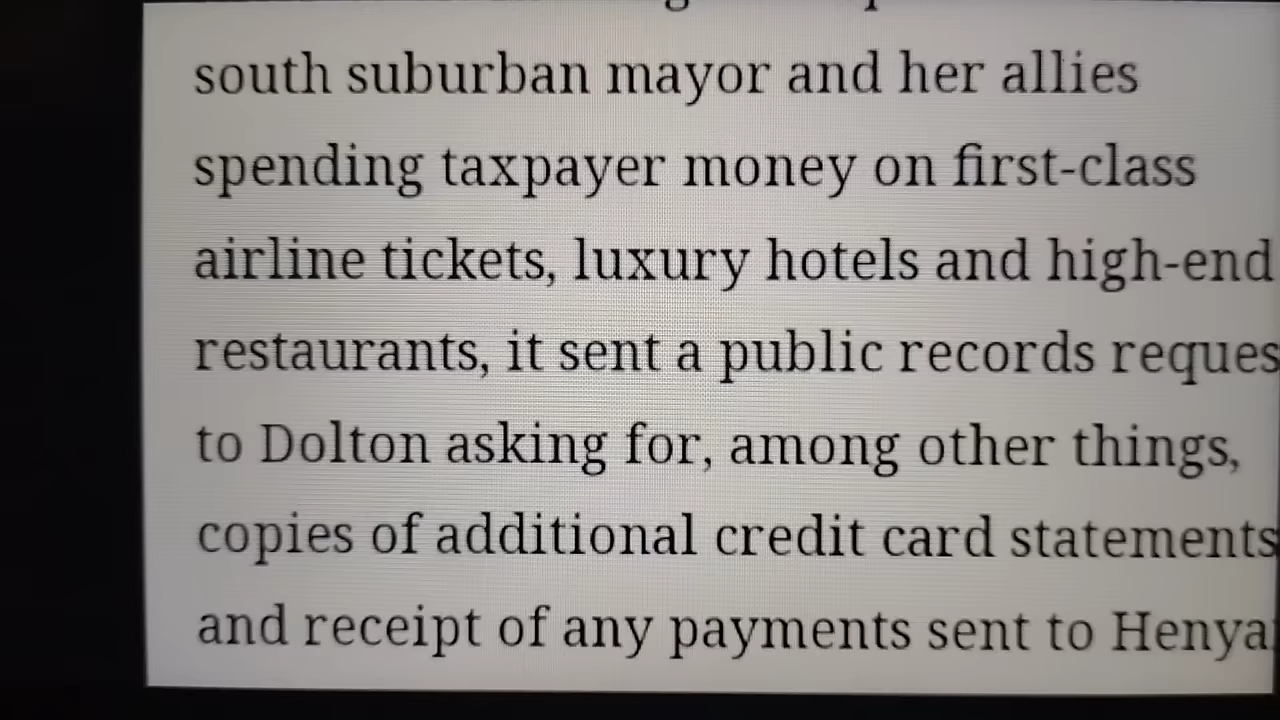 south suburban mayor and her allies
spending taxpayer money on first-class
airline tickets, luxury hotels and high-end
restaurants, it sent a public records reques
to Dolton asking for, among other things,
copies of additional credit card statements
and receipt of any payments sent to Henya